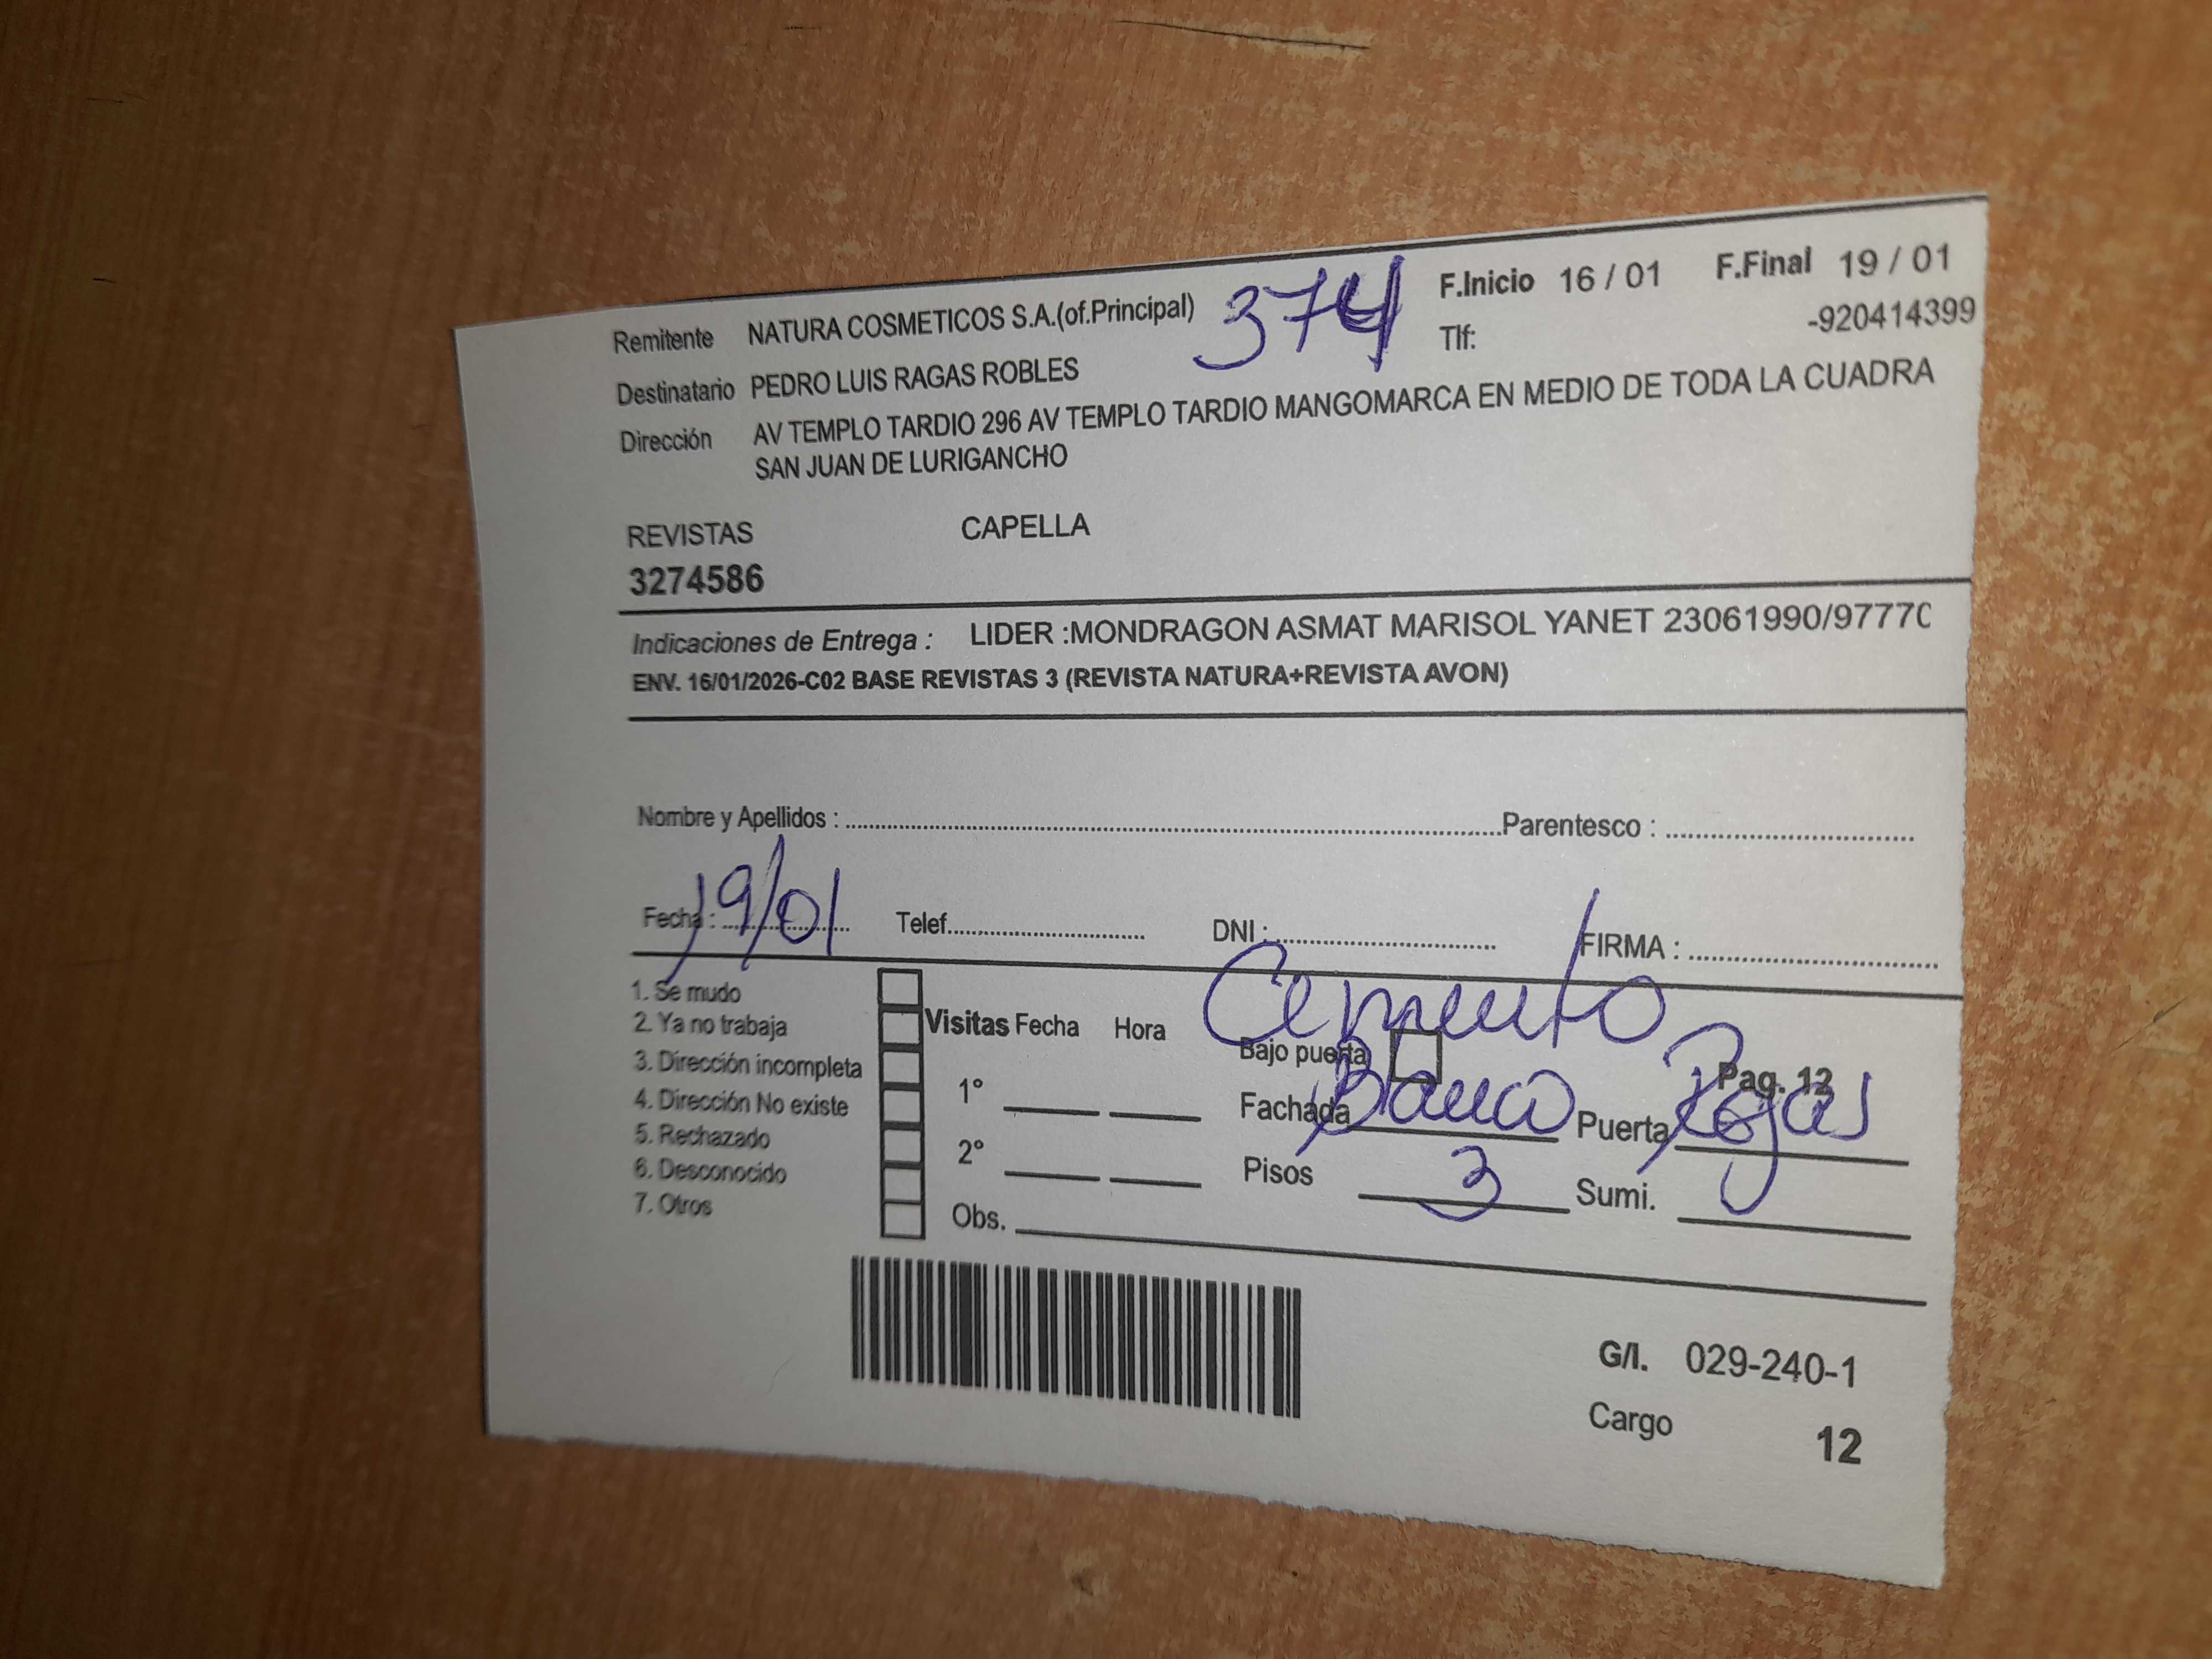 Remitente NATURA COSMETICOS S.A.(of.Principal) 374 F.Inicio 16 / 01 F.Final 19 / 01
Tlf: -920414399
Destinatario PEDRO LUIS RAGAS ROBLES
Dirección AV TEMPLO TARDIO 296 AV TEMPLO TARDIO MANGOMARCA EN MEDIO DE TODA LA CUADRA
SAN JUAN DE LURIGANCHO
REVISTAS CAPELLA
3274586
Indicaciones de Entrega : LIDER :MONDRAGON ASMAT MARISOL YANET 23061990/9777
ENV. 16/01/2026-C02 BASE REVISTAS 3 (REVISTA NATURA+REVISTA AVON)
Nombre y Apellidos : Parentesco :
Fecha : 19/01 Telef. DNI : FIRMA :
1. Se mudo
2. Ya no trabaja
3. Dirección incompleta
4. Dirección No existe
5. Rechazado
6. Desconocido
7. Otros
Visitas Fecha Hora
1°
2°
Obs.
Cemento
Bajo puerta Pag. 12
Fachada Puerta
Pisos 3 Sumi.
G/I. 029-240-1
Cargo 12